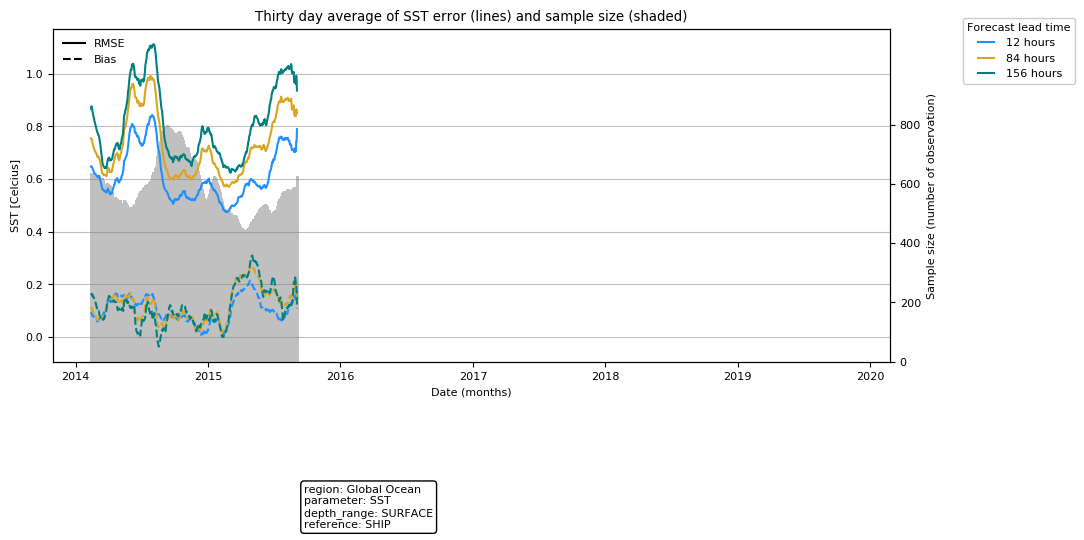 Thirty day average of SST error (lines) and sample size (shaded)
RMSE
Bias
Forecast lead time
12 hours
84 hours
156 hours
SST [Celcius]
1.0
0.8
0.6
0.4
0.2
0.0
800
600
400
200
0
Sample size (number of observation)
2014
2015
2016
2017
2018
2019
2020
Date (months)
region: Global Ocean
parameter: SST
depth_range: SURFACE
reference: SHIP